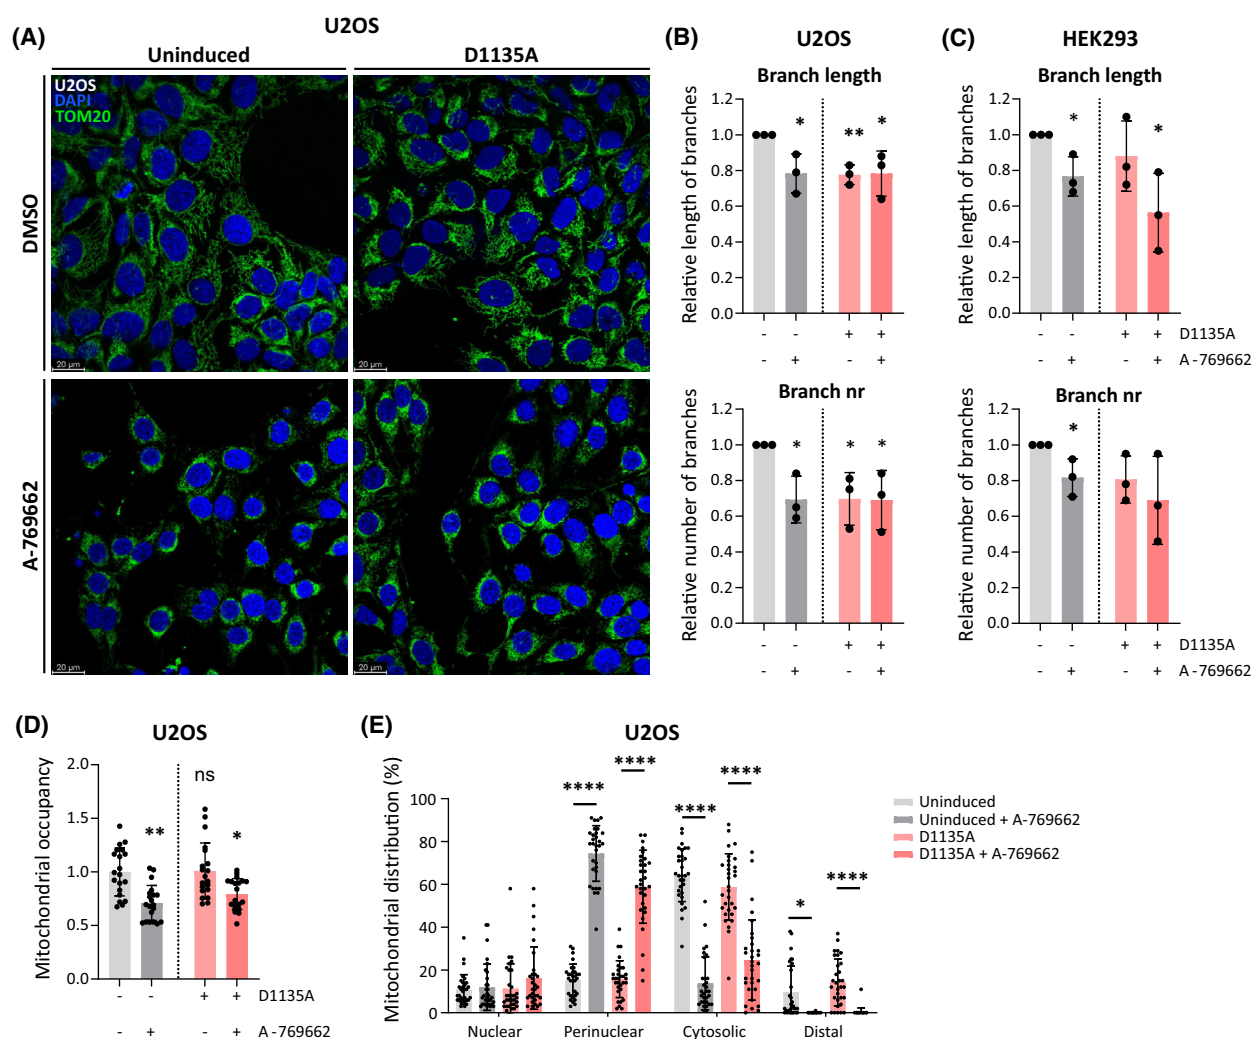 (A)
U2OS
Uninduced
D1135A
DMSO
A-769662
U2OS
DAPI
TOM20
20 µm
20 µm
20 µm
20 µm
(B)
U2OS
Branch length
Relative length of branches
1.2
1.0
0.8
0.6
0.4
0.2
0.0
*
**
*
- - + +
- + - +
Branch nr
Relative number of branches
1.2
1.0
0.8
0.6
0.4
0.2
0.0
*
*
*
- - + +
- + - +
(C)
HEK293
Branch length
Relative length of branches
1.2
1.0
0.8
0.6
0.4
0.2
0.0
*
*
- - + + D1135A
- + - + A-769662
Branch nr
Relative number of branches
1.2
1.0
0.8
0.6
0.4
0.2
0.0
*
- - + + D1135A
- + - + A-769662
(D)
U2OS
Mitochondrial occupancy
2.0
1.5
1.0
0.5
0.0
**
ns
*
- - + + D1135A
- + - + A-769662
(E)
U2OS
Mitochondrial distribution (%)
100
80
60
40
20
0
****
****
****
****
*
****
Nuclear Perinuclear Cytosolic Distal
Uninduced
Uninduced + A-769662
D1135A
D1135A + A-769662